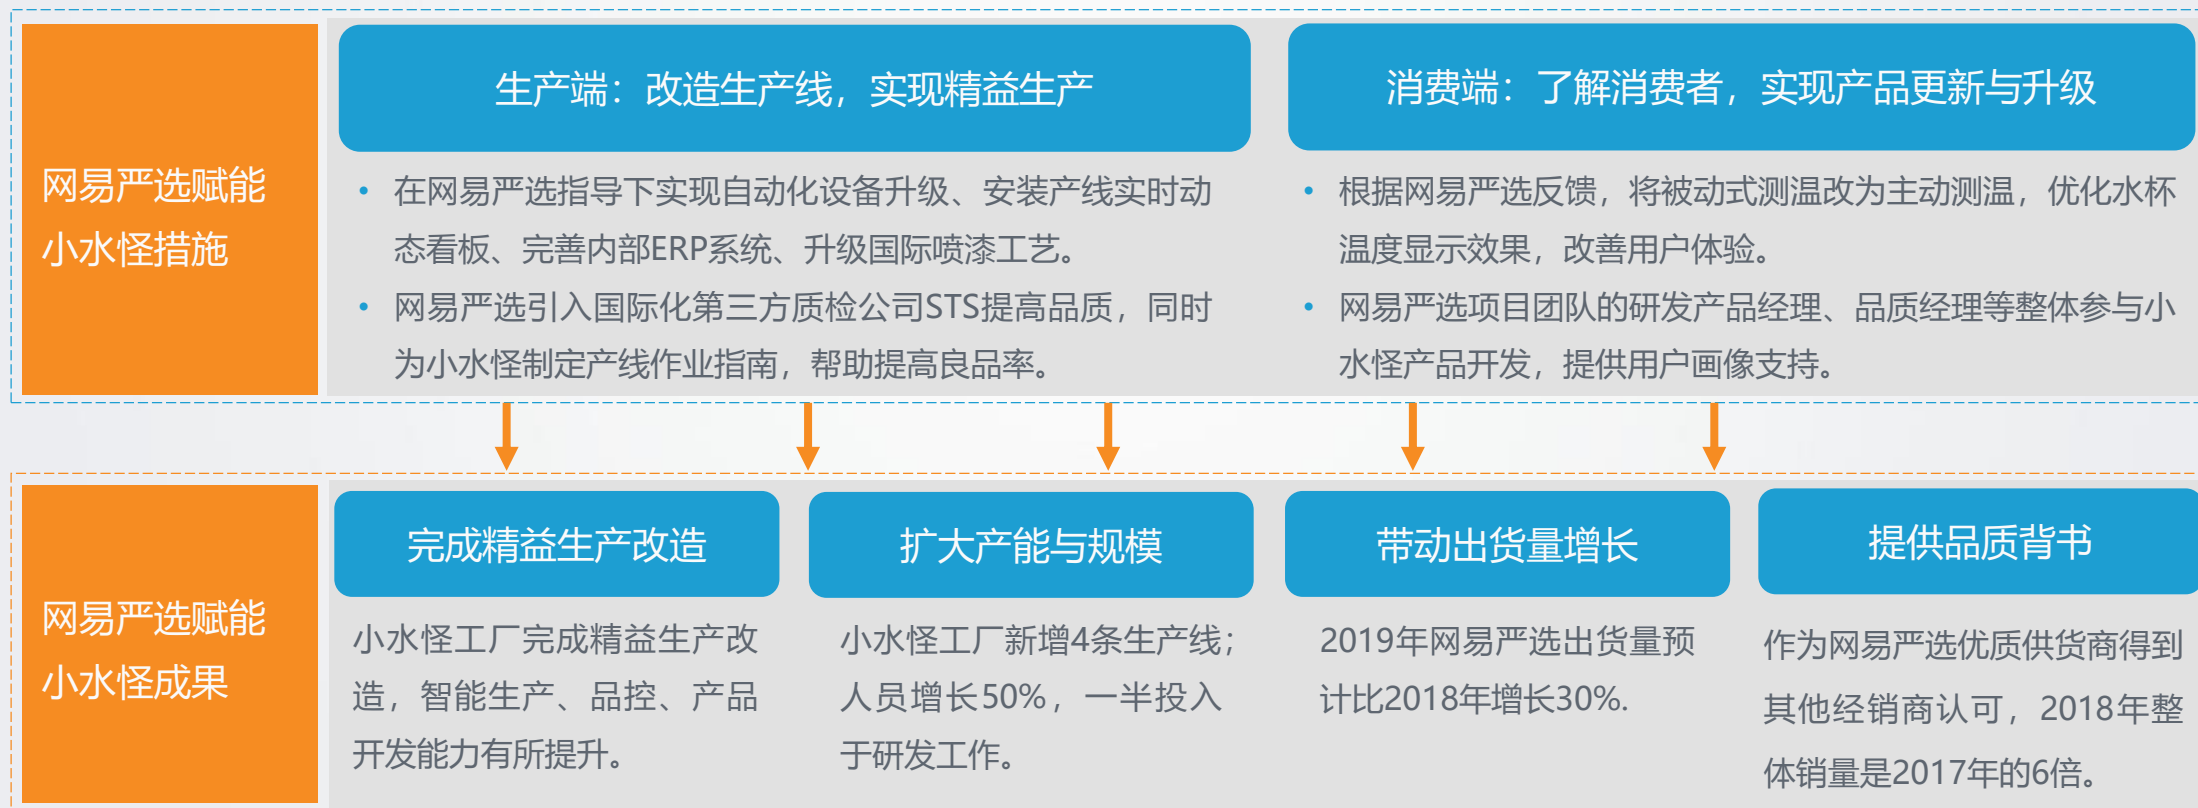 网易严选赋能
小水怪措施
生产端：改造生产线，实现精益生产
• 在网易严选指导下实现自动化设备升级、安装产线实时动
态看板、完善内部ERP系统、升级国际喷漆工艺。
• 网易严选引入国际化第三方质检公司STS提高品质，同时
为小水怪制定产线作业指南，帮助提高良品率。
消费端：了解消费者，实现产品更新与升级
• 根据网易严选反馈，将被动式测温改为主动测温，优化水杯
温度显示效果，改善用户体验。
• 网易严选项目团队的研发产品经理、品质经理等整体参与小
水怪产品开发，提供用户画像支持。
网易严选赋能
小水怪成果
完成精益生产改造
小水怪工厂完成精益生产改
造，智能生产、品控、产品
开发能力有所提升。
扩大产能与规模
小水怪工厂新增4条生产线；
人员增长50%，一半投入
于研发工作。
带动出货量增长
2019年网易严选出货量预
计比2018年增长30%.
提供品质背书
作为网易严选优质供货商得到
其他经销商认可，2018年整
体销量是2017年的6倍。